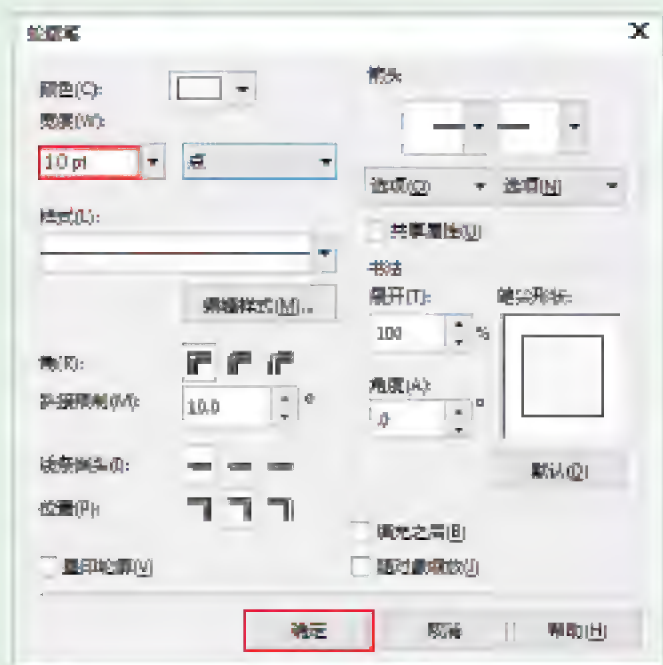 轮廓笔
颜色(C):
宽度(W):
10 pt
点
样式(L):
编辑样式(M)...
角(R):
斜接限制(M):
10.0
°
线条端头(T):
位置(P):
叠印轮廓(V)
箭头
选项(O)
选项(N)
共享属性(U)
书法
展开(T):
笔尖形状:
100
%
角度(A):
.0
°
默认(D)
填充之后(B)
随对象缩放(J)
确定
取消
帮助(H)